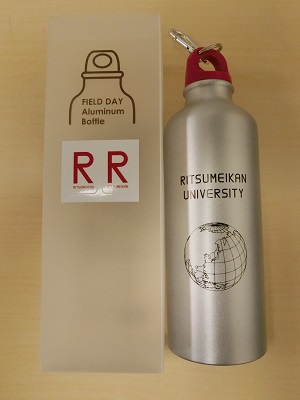 FIELD DAY
Aluminum
Bottle
R R
RITSUMEIKAN
UNIVERSITY